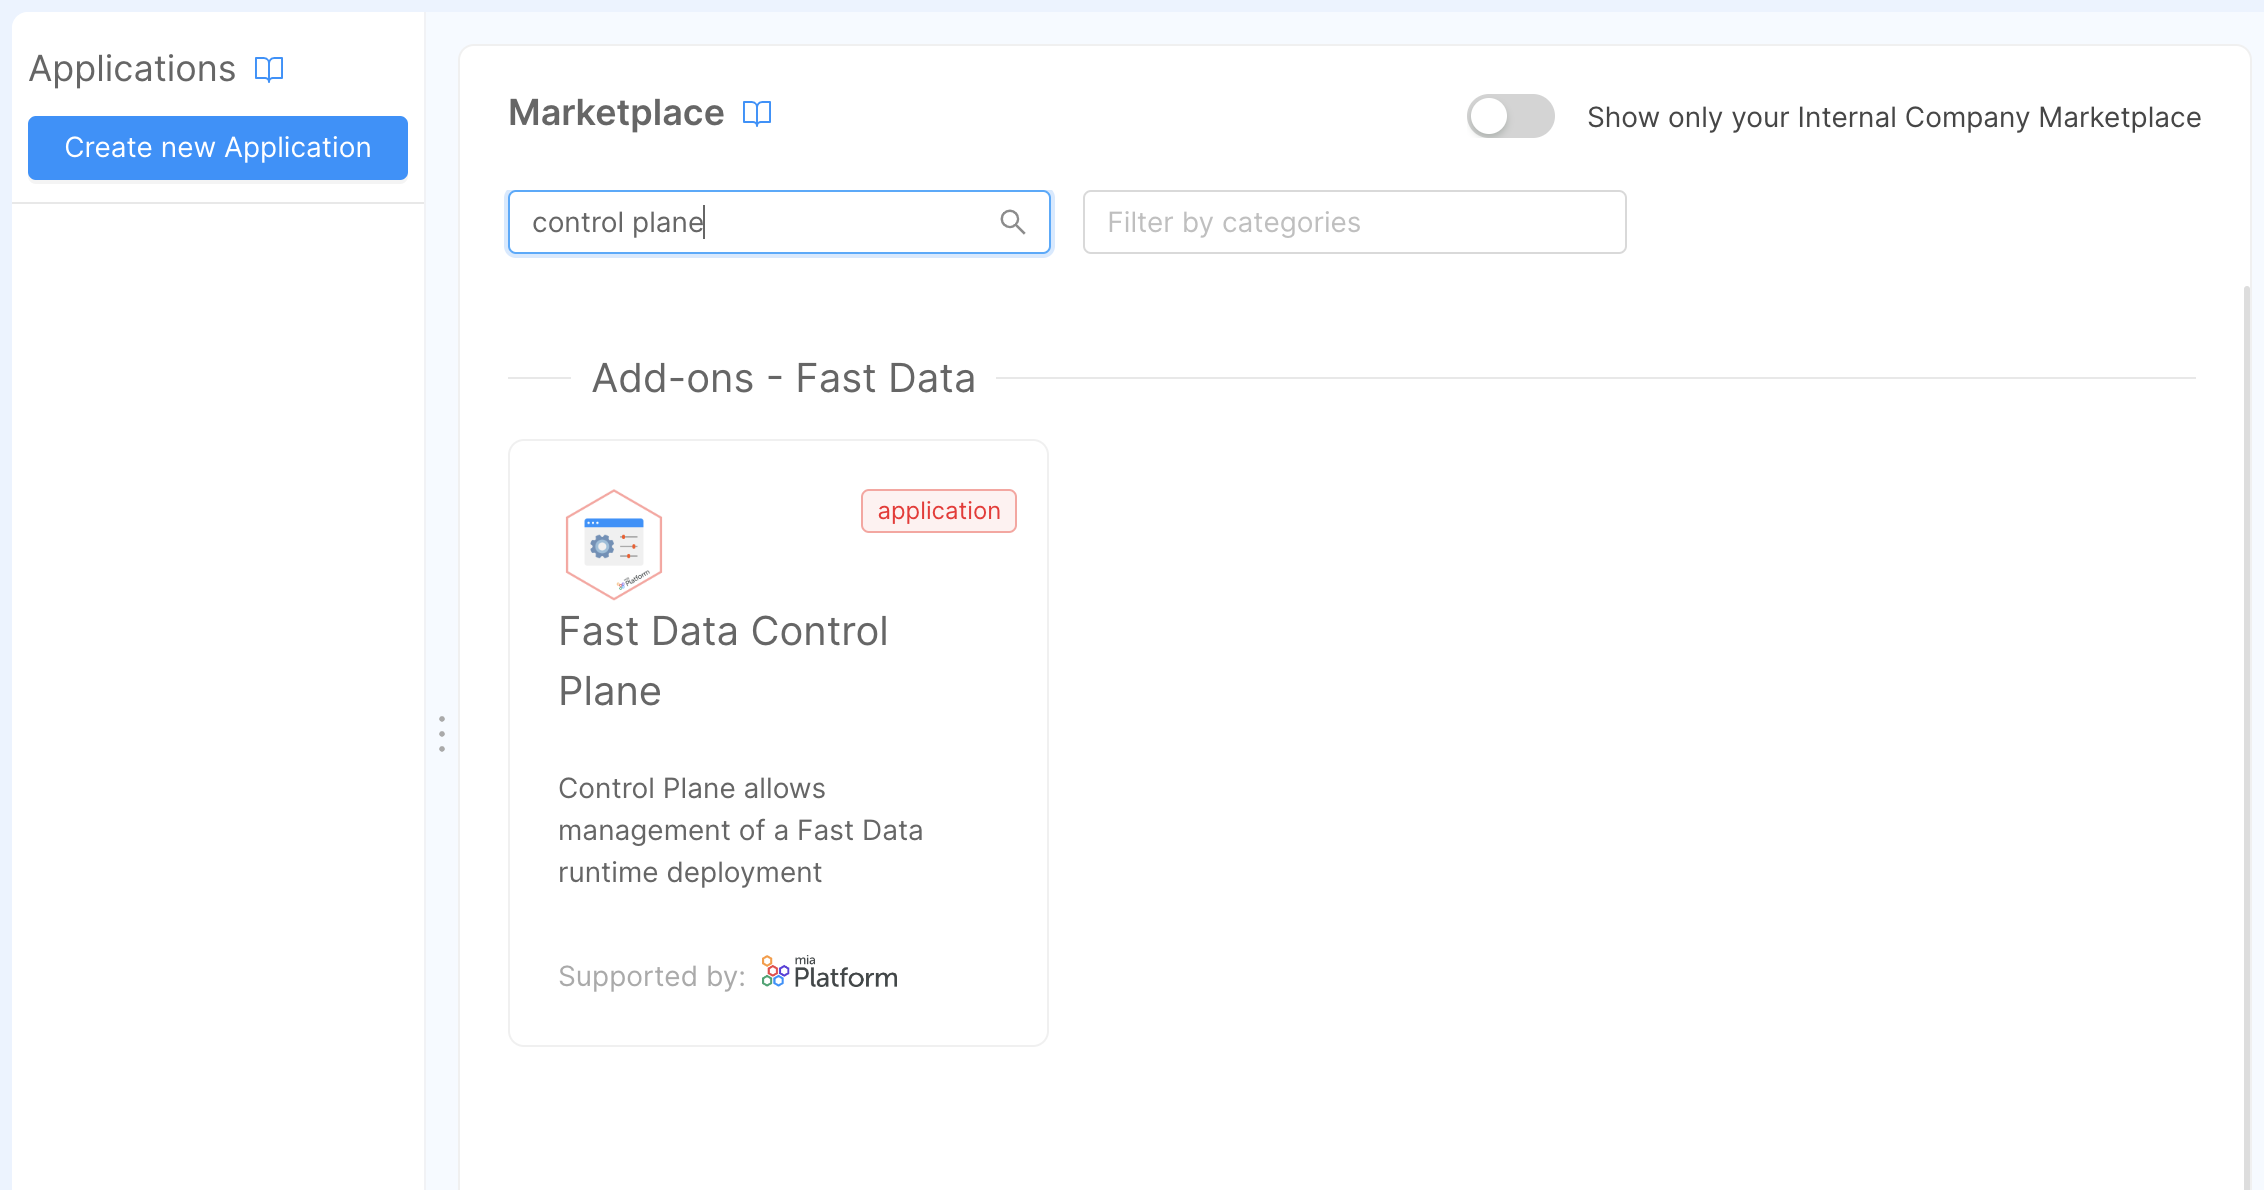 Applications
Create new Application
Marketplace
Show only your Internal Company Marketplace
control plane
Filter by categories
Add-ons - Fast Data
application
Platform
Fast Data Control
Plane
Control Plane allows
management of a Fast Data
runtime deployment
Supported by: mia Platform